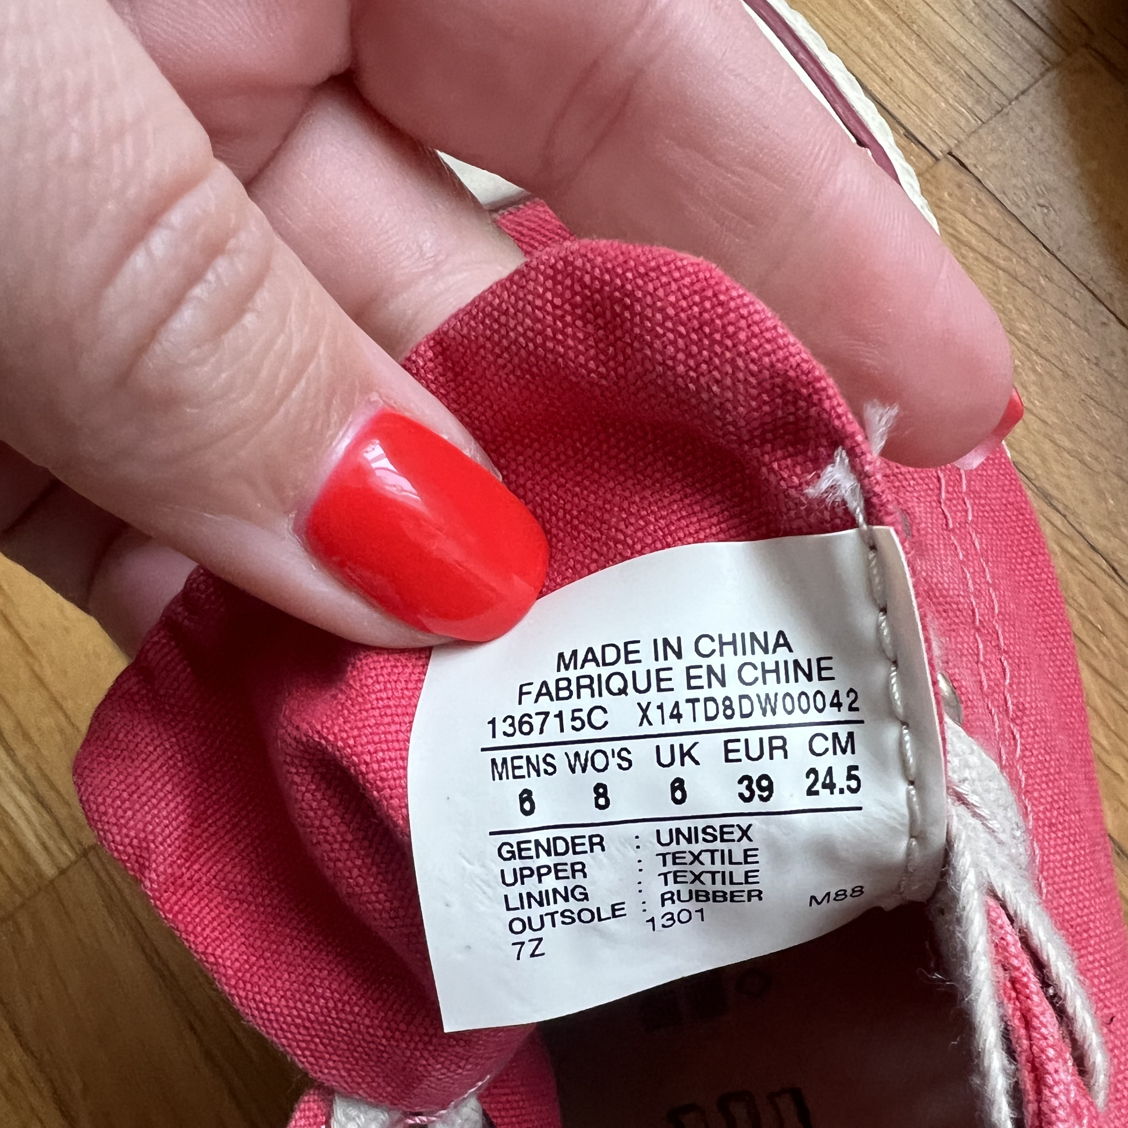 MADE IN CHINA
FABRIQUE EN CHINE
136715C X14TD8DW00042
MENS WO'S UK EUR CM
6 8 6 39 24.5
GENDER : UNISEX
UPPER : TEXTILE
LINING : TEXTILE
OUTSOLE : RUBBER
7Z 1301 M88